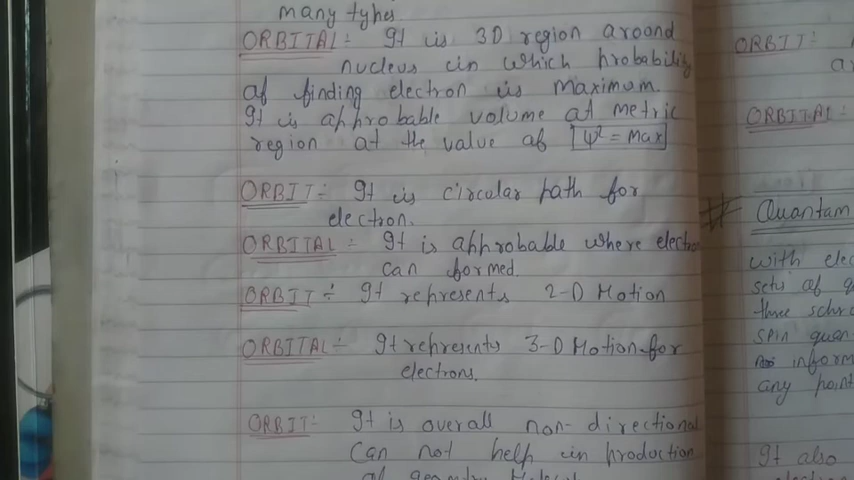 many types
ORBITAL:- It is 3D region around
nucleus in which probability
of finding electron is maximum.
It is approbable volume at metric
region at the value of [Ψ² = Max]
ORBIT:- It is circular path for
electron.
ORBITAL = It is approbable where electron
can formed.
ORBIT ÷ It represents 2-D Motion
ORBITAL - It represents 3-D Motion for
electrons.
ORBIT:- It is overall non-directional
Can not help in production
of
ORBIT:-
ORBITAL:-
# Quantam
with elec
sets of
three schr
spin quan
inform
any point
It also